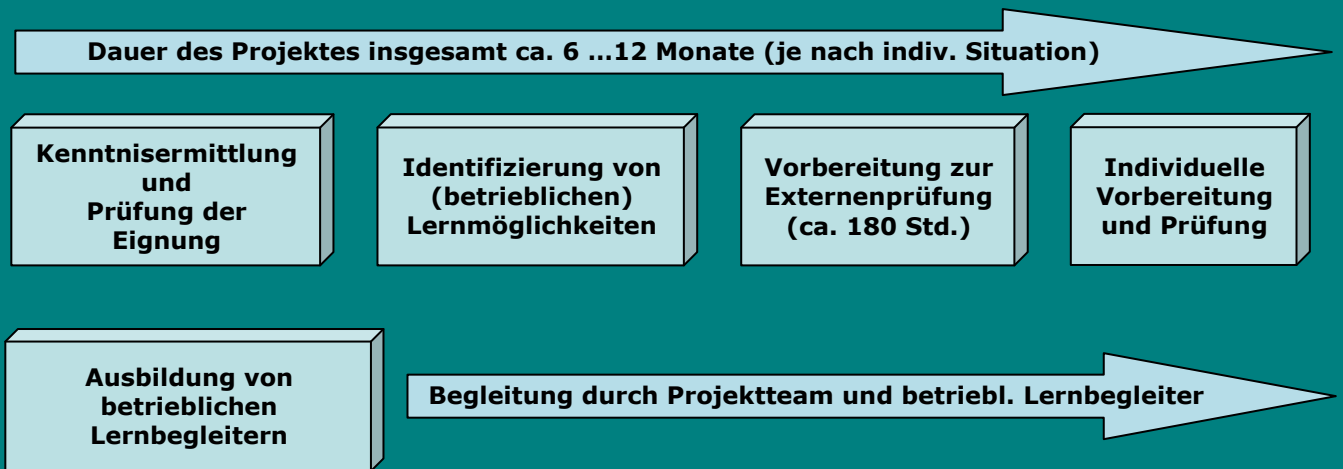 Dauer des Projektes insgesamt ca. 6 ...12 Monate (je nach indiv. Situation)
Kenntnisermittlung
und
Prüfung der
Eignung
Identifizierung von
(betrieblichen)
Lernmöglichkeiten
Vorbereitung zur
Externenprüfung
(ca. 180 Std.)
Individuelle
Vorbereitung
und Prüfung
Ausbildung von
betrieblichen
Lernbegleitern
Begleitung durch Projektteam und betriebl. Lernbegleiter